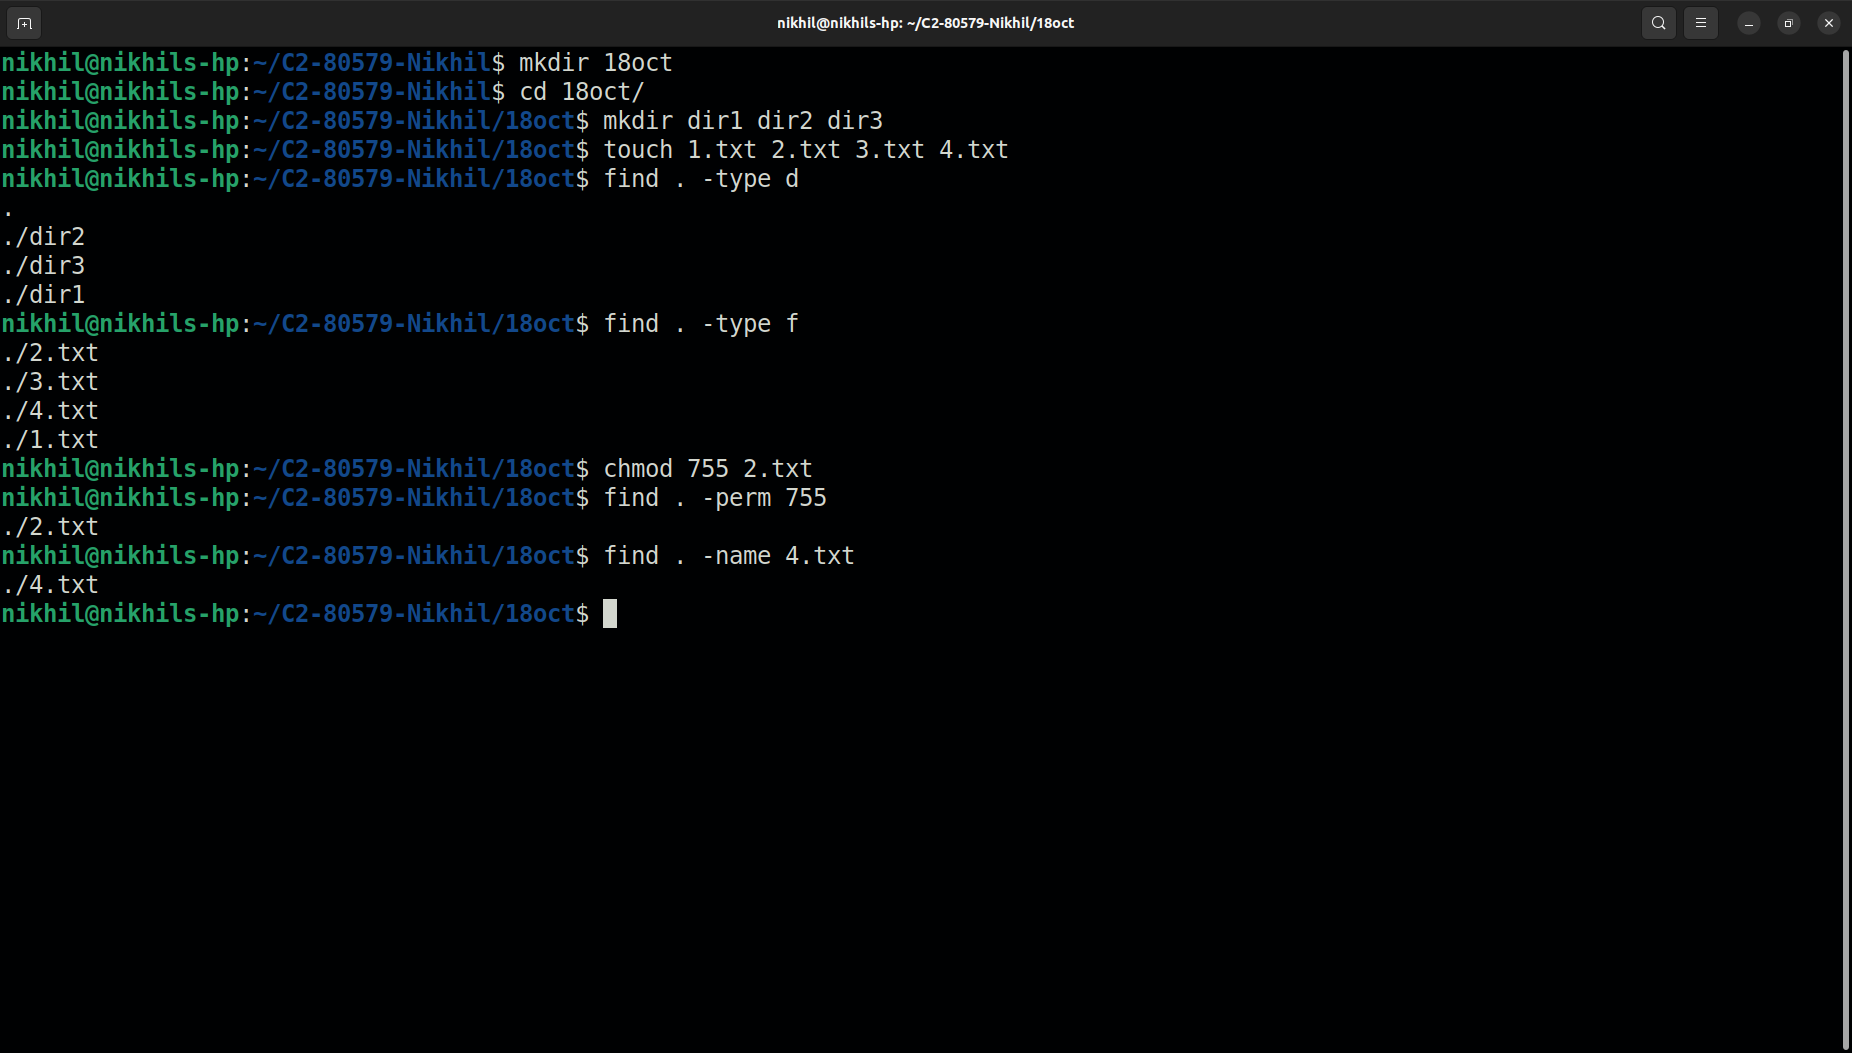 nikhil@nikhils-hp: ~/C2-80579-Nikhil/18oct
nikhil@nikhils-hp:~/C2-80579-Nikhil$ mkdir 18oct
nikhil@nikhils-hp:~/C2-80579-Nikhil$ cd 18oct/
nikhil@nikhils-hp:~/C2-80579-Nikhil/18oct$ mkdir dir1 dir2 dir3
nikhil@nikhils-hp:~/C2-80579-Nikhil/18oct$ touch 1.txt 2.txt 3.txt 4.txt
nikhil@nikhils-hp:~/C2-80579-Nikhil/18oct$ find . -type d
.
./dir2
./dir3
./dir1
nikhil@nikhils-hp:~/C2-80579-Nikhil/18oct$ find . -type f
./2.txt
./3.txt
./4.txt
./1.txt
nikhil@nikhils-hp:~/C2-80579-Nikhil/18oct$ chmod 755 2.txt
nikhil@nikhils-hp:~/C2-80579-Nikhil/18oct$ find . -perm 755
./2.txt
nikhil@nikhils-hp:~/C2-80579-Nikhil/18oct$ find . -name 4.txt
./4.txt
nikhil@nikhils-hp:~/C2-80579-Nikhil/18oct$